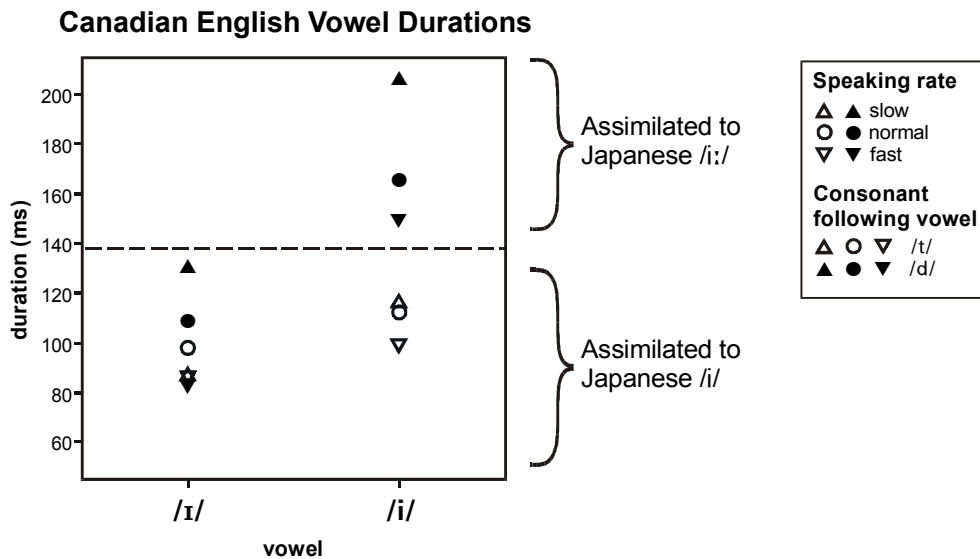 Canadian English Vowel Durations
duration (ms)
200
180
160
140
120
100
80
60
/ɪ/
/i/
vowel
Assimilated to
Japanese /iː/
Assimilated to
Japanese /i/
Speaking rate
slow
normal
fast
Consonant
following vowel
/t/
/d/